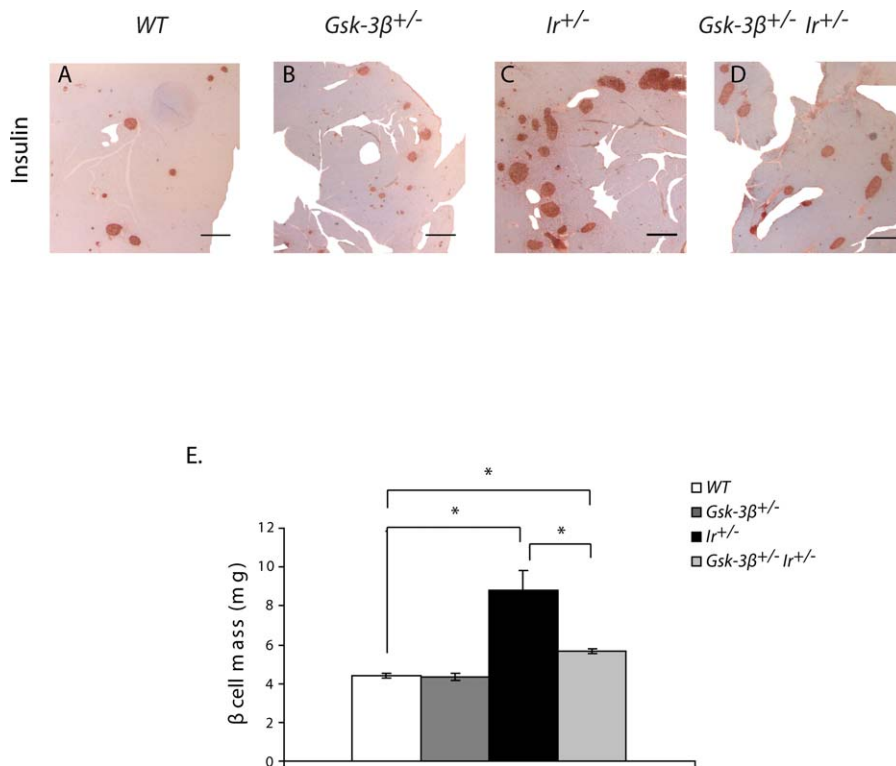 WT Gsk-3β+/- Ir+/- Gsk-3β+/- Ir+/-
A B C D
Insulin
E.
* 
* *
WT
Gsk-3β+/-
Ir+/-
Gsk-3β+/- Ir+/-
12
10
8
6
4
2
0
β cell mass (mg)